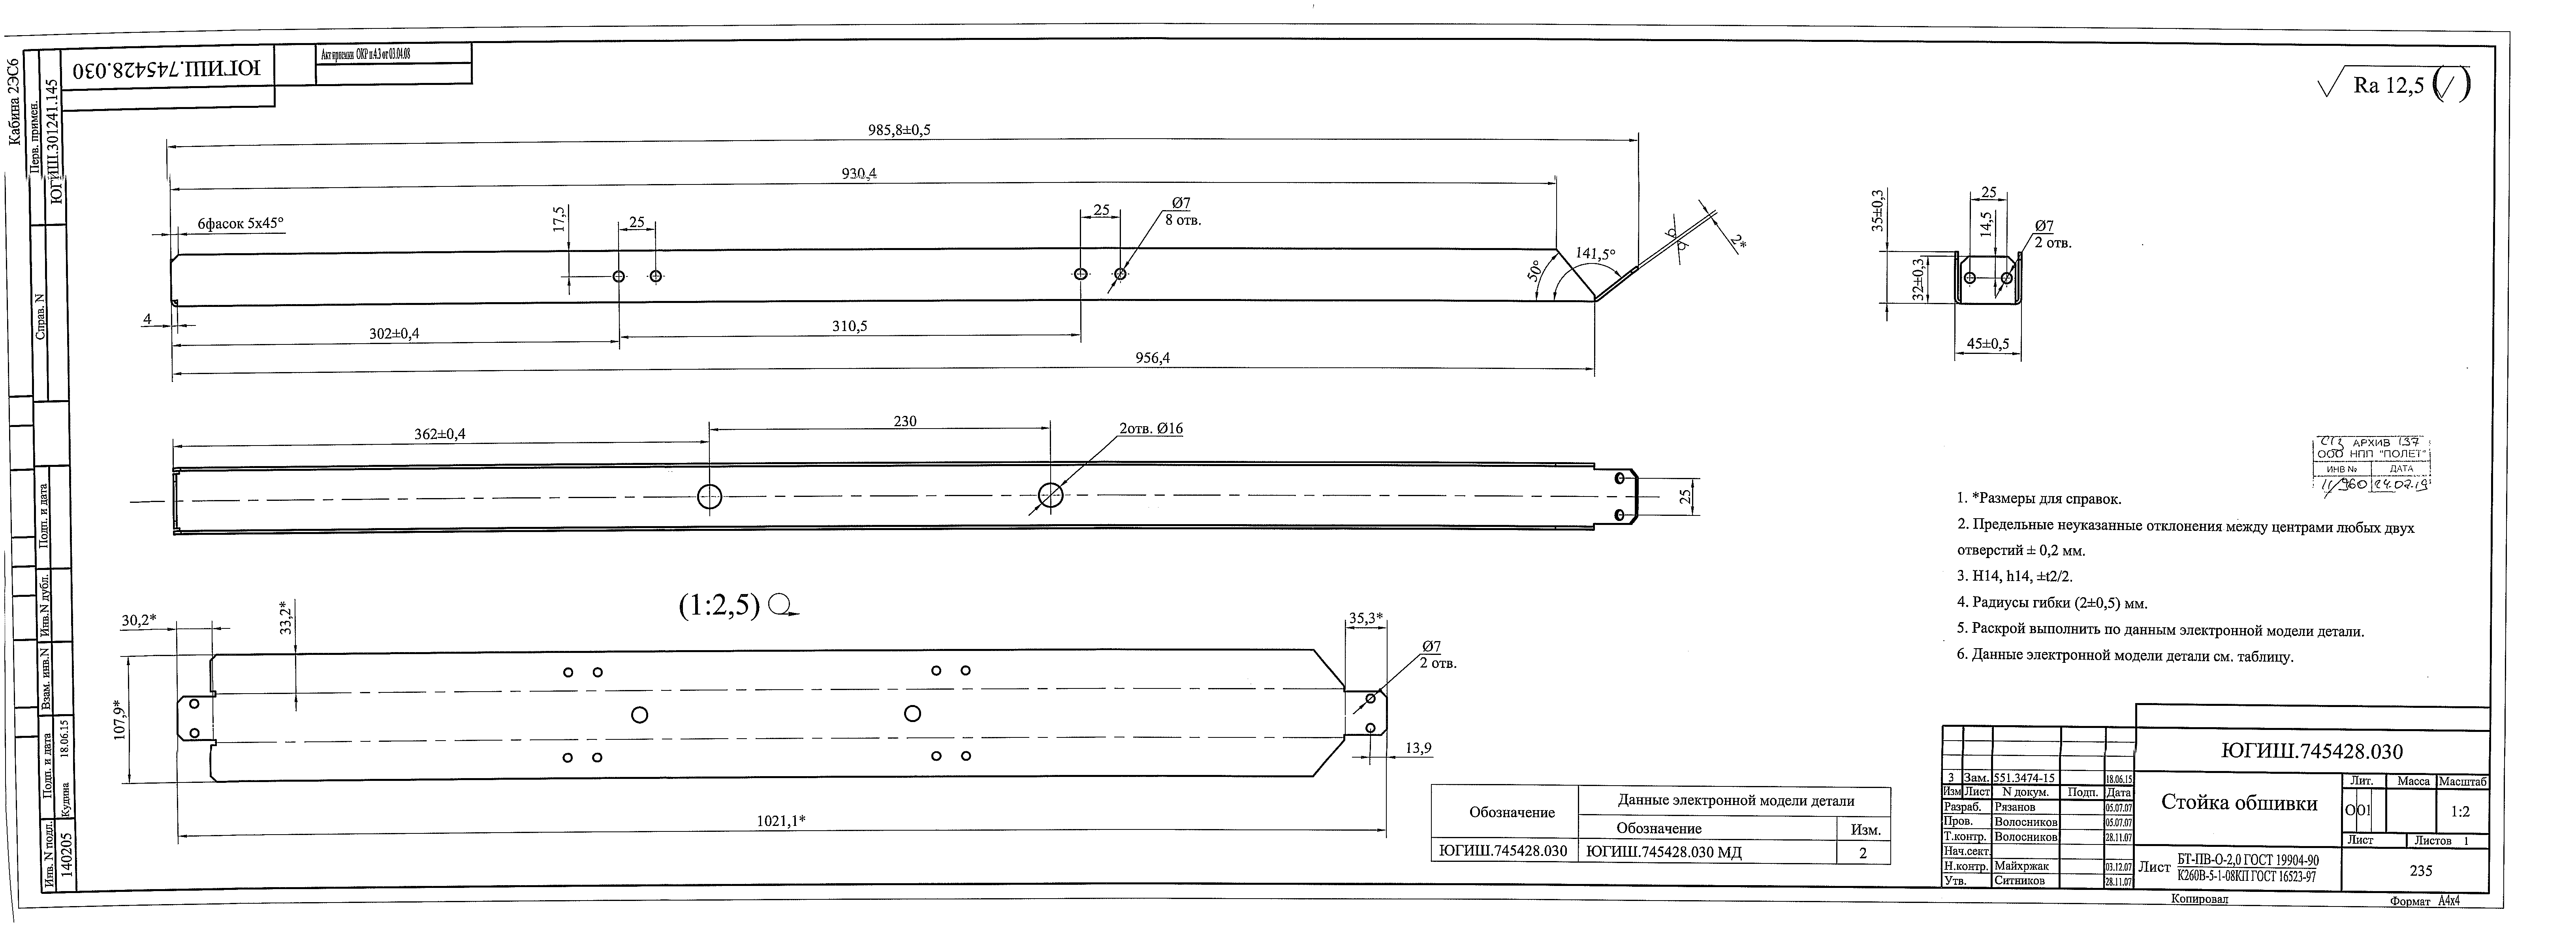 Кабина 2ЭС6
Перв. примен.
ЮГИШ.301241.145
Справ. N
Подп. и дата
Инв.N дубл.
Взам. инв.N
Подп. и дата
Кудина 18.06.15
Инв. N подл.
140205
ЮГИШ.745428.030
Акт приемки ОКР п.4.3 от 03.04.08
Ra 12,5 (√)
985,8±0,5
930,4
6фасок 5х45°
17,5
25
25
Ø7
8 отв.
50°
141,5°
2*
4
302±0,4
310,5
956,4
35±0,3
32±0,3
25
14,5
Ø7
2 отв.
45±0,5
362±0,4
230
2отв. Ø16
25
(1:2,5)
30,2*
33,2*
107,9*
35,3*
Ø7
2 отв.
13,9
1021,1*
АРХИВ 137
ООО НПП "ПОЛЕТ"
ИНВ № ДАТА
11/960 24.02.19
1. *Размеры для справок.
2. Предельные неуказанные отклонения между центрами любых двух
отверстий ± 0,2 мм.
3. H14, h14, ±t2/2.
4. Радиусы гибки (2±0,5) мм.
5. Раскрой выполнить по данным электронной модели детали.
6. Данные электронной модели детали см. таблицу.
Обозначение
Данные электронной модели детали
Обозначение Изм.
ЮГИШ.745428.030 ЮГИШ.745428.030 МД 2
ЮГИШ.745428.030
3 Зам. 551.3474-15 18.06.15
Изм Лист N докум. Подп. Дата
Разраб. Рязанов 05.07.07
Пров. Волосников 05.07.07
Т.контр. Волосников 28.11.07
Нач.сект.
Н.контр. Майхржак 03.12.07
Утв. Ситников 28.11.07
Стойка обшивки
Лит. Масса Масштаб
О О1 1:2
Лист Листов 1
Лист БТ-ПВ-О-2,0 ГОСТ 19904-90
К260В-5-1-08КП ГОСТ 16523-97
235
Копировал
Формат А4х4